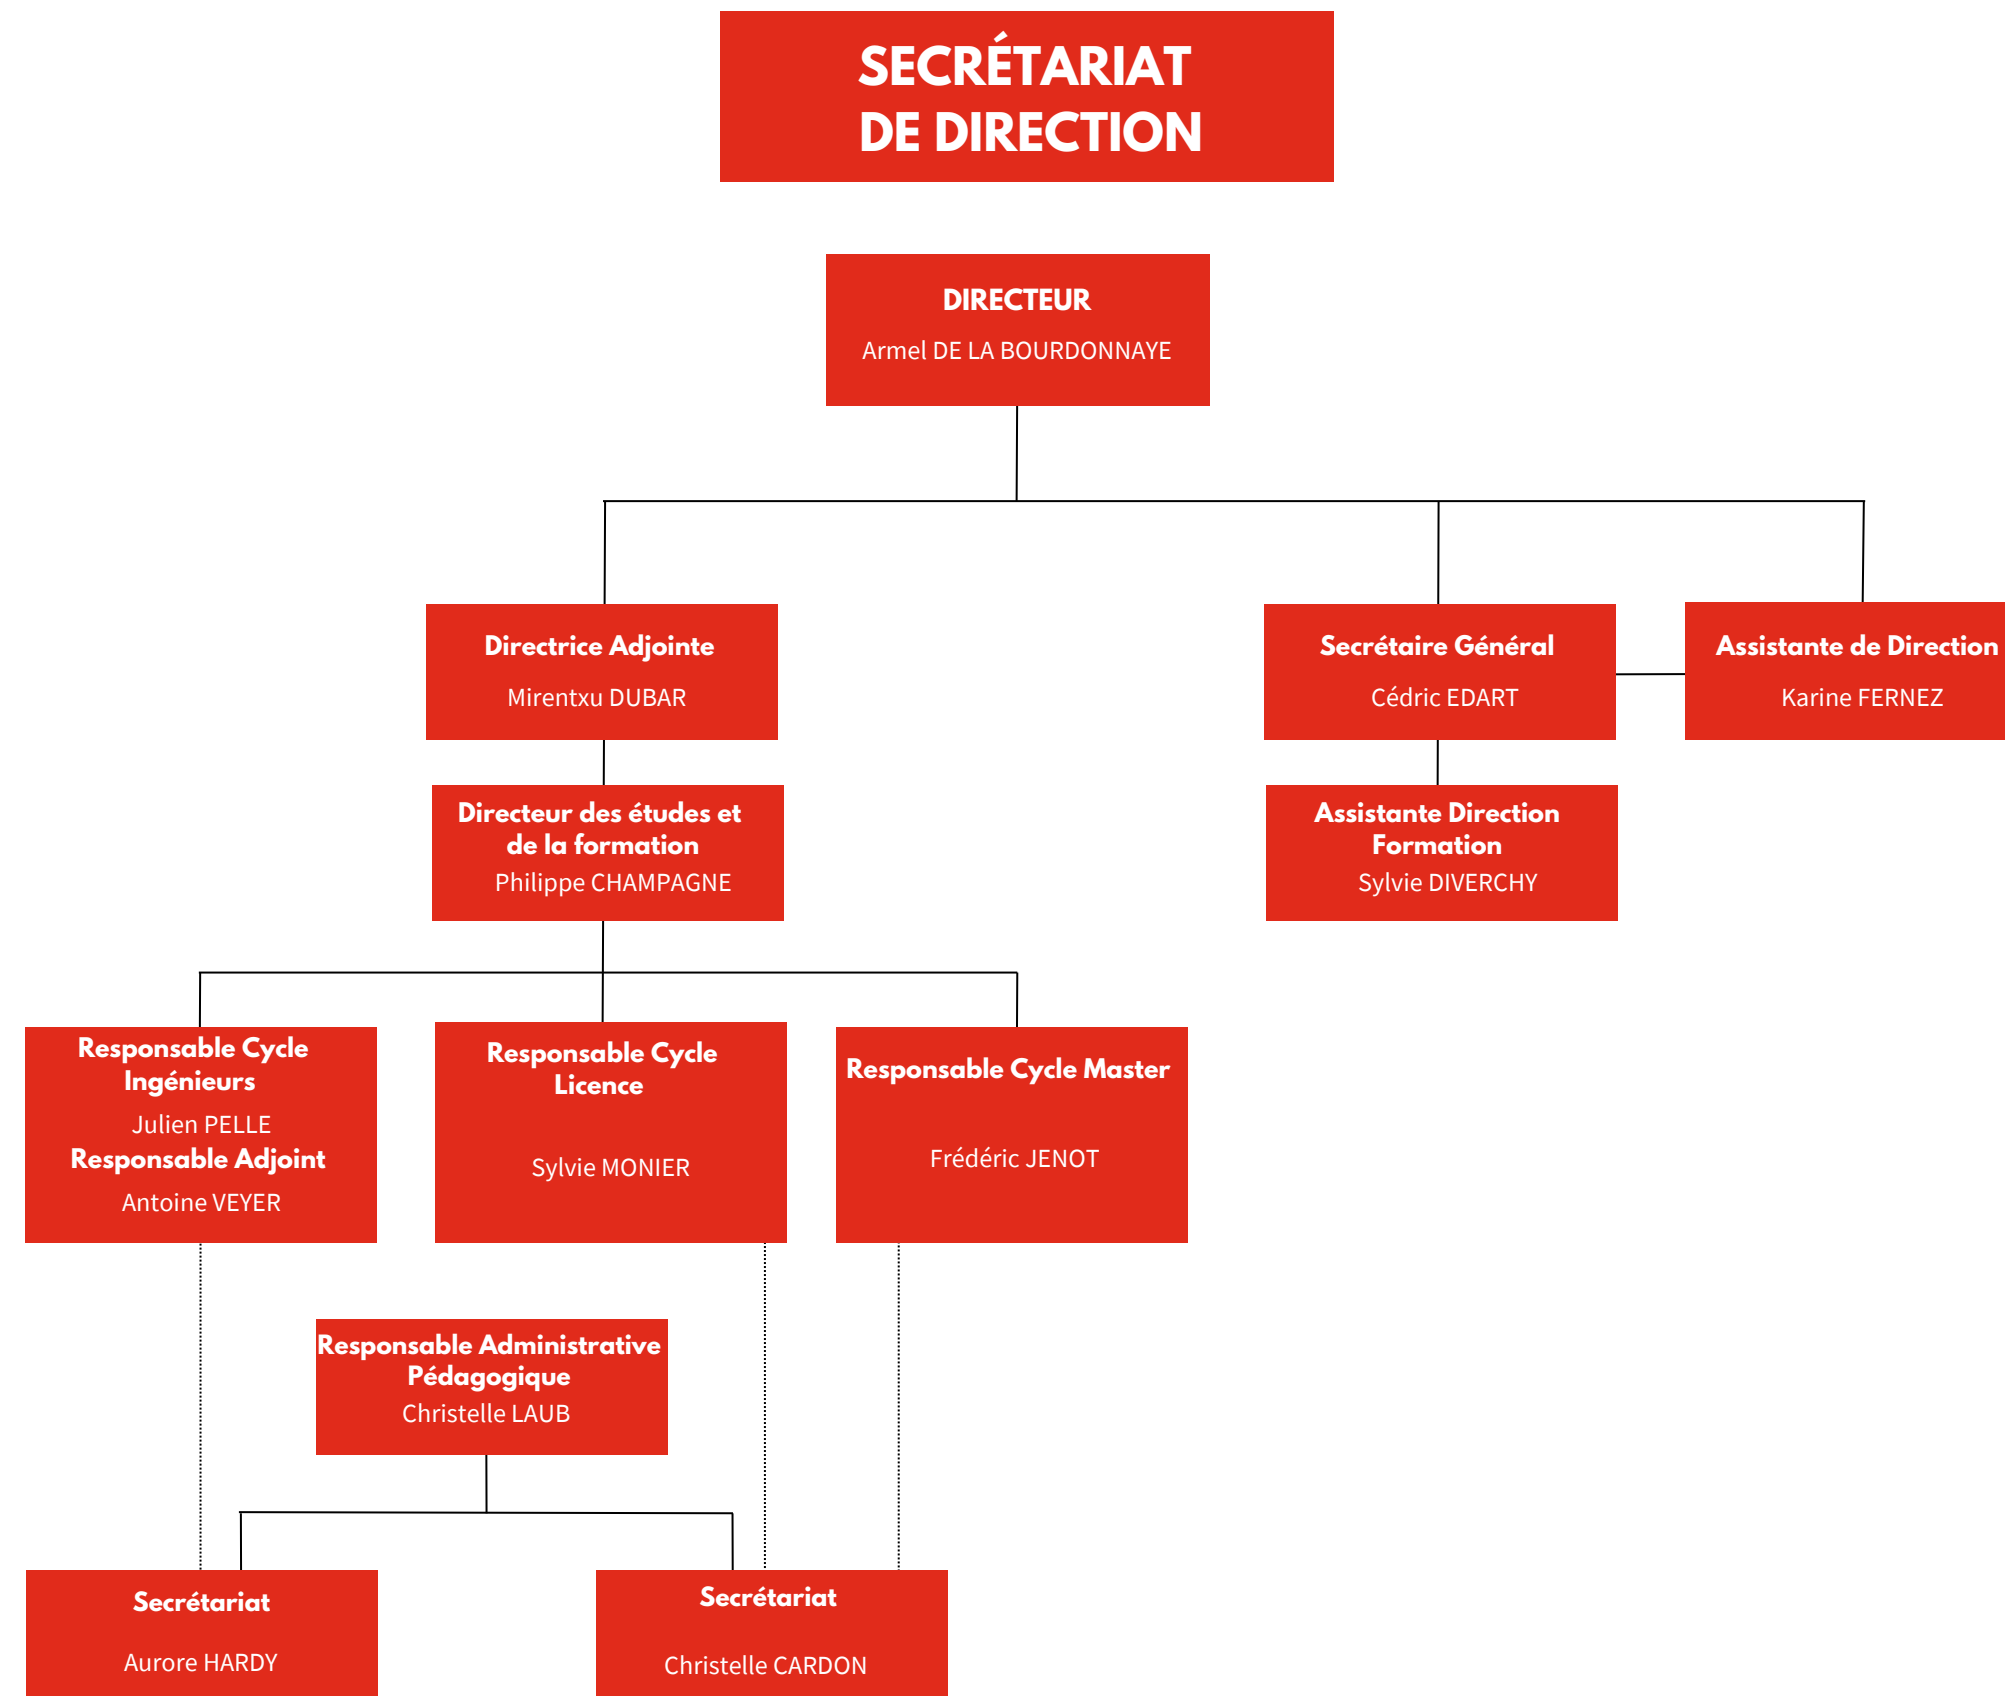 SECRÉTARIAT
DE DIRECTION
DIRECTEUR
Armel DE LA BOURDONNAYE
Directrice Adjointe
Mirentxu DUBAR
Secrétaire Général
Cédric EDART
Assistante de Direction
Karine FERNEZ
Directeur des études et
de la formation
Philippe CHAMPAGNE
Assistante Direction
Formation
Sylvie DIVERCHY
Responsable Cycle
Ingénieurs
Julien PELLE
Responsable Adjoint
Antoine VEYER
Responsable Cycle
Licence
Sylvie MONIER
Responsable Cycle Master
Frédéric JENOT
Responsable Administrative
Pédagogique
Christelle LAUB
Secrétariat
Aurore HARDY
Secrétariat
Christelle CARDON